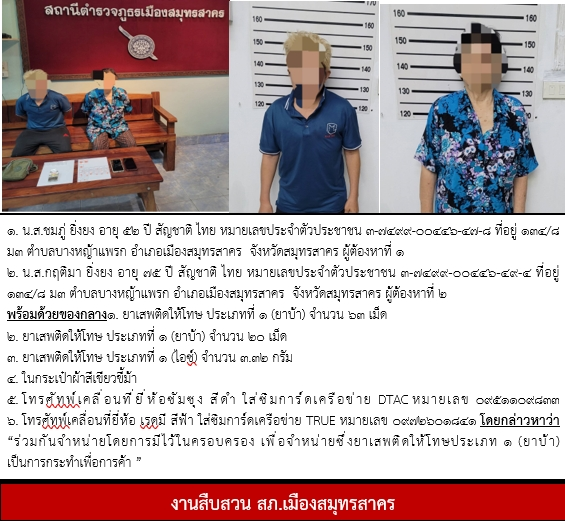 สถานีตำรวจภูธรเมืองสมุทรสาคร
170
160
150
140
130
120
170
160
150
140
130
120
๑. น.ส.ชมภู่ ยิ่งยง อายุ ๕๒ ปี สัญชาติ ไทย หมายเลขประจำตัวประชาชน ๓-๗๔๙๙-๐๐๔๔๖-๔๗-๘ ที่อยู่ ๑๓๔/๘
ม๓ ตำบลบางหญ้าแพรก อำเภอเมืองสมุทรสาคร จังหวัดสมุทรสาคร ผู้ต้องหาที่ ๑
๒. น.ส.กฤติมา ยิ่งยง อายุ ๗๕ ปี สัญชาติ ไทย หมายเลขประจำตัวประชาชน ๓-๗๔๙๙-๐๐๔๔๖-๔๙-๔ ที่อยู่
๑๓๔/๘ ม๓ ตำบลบางหญ้าแพรก อำเภอเมืองสมุทรสาคร จังหวัดสมุทรสาคร ผู้ต้องหาที่ ๒
พร้อมด้วยของกลาง๑. ยาเสพติดให้โทษ ประเภทที่ ๑ (ยาบ้า) จำนวน ๖๓ เม็ด
๒. ยาเสพติดให้โทษ ประเภทที่ ๑ (ยาบ้า) จำนวน ๒๐ เม็ด
๓. ยาเสพติดให้โทษ ประเภทที่ ๑ (ไอซ์) จำนวน ๓.๓๒ กรัม
๔. ในกระเป๋าผ้าสีเขียวขี้ม้า
๕. โทรศัทพ์เคลื่อนที่ยี่ห้อซัมซุง สีดำ ใส่ซิมการ์ดเครือข่าย DTAC หมายเลข ๐๙๕๑๑๐๙๘๓๓
๖. โทรศัทพ์เคลื่อนที่ยี่ห้อ เรดมี สีฟ้า ใส่ซิมการ์ดเครือข่าย TRUE หมายเลข ๐๙๗๒๖๐๑๘๔๑ โดยกล่าวหาว่า
“ร่วมกันจำหน่ายโดยการมีไว้ในครอบครอง เพื่อจำหน่ายซึ่งยาเสพติดให้โทษประเภท ๑ (ยาบ้า)
เป็นการกระทำเพื่อการค้า ”
งานสืบสวน สภ.เมืองสมุทรสาคร